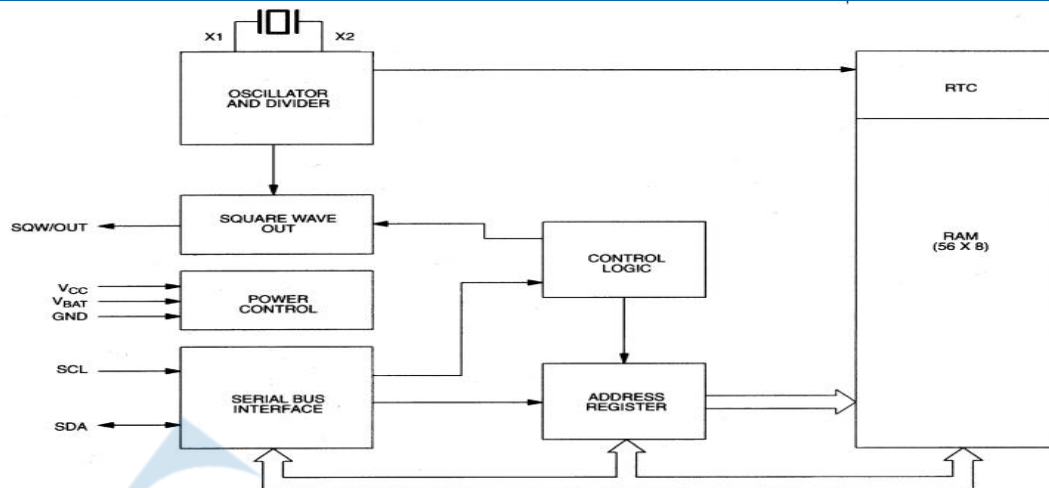 X1
X2
OSCILLATOR
AND DIVIDER
RTC
SQUARE WAVE
OUT
SQW/OUT
CONTROL
LOGIC
RAM
(56 X 8)
VCC
VBAT
GND
POWER
CONTROL
SCL
SERIAL BUS
INTERFACE
ADDRESS
REGISTER
SDA